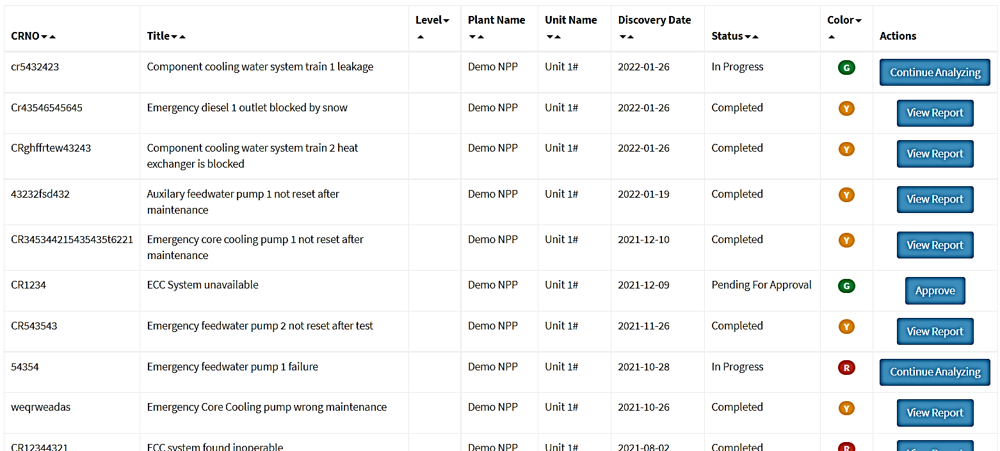 CRNO Title Level Plant Name Unit Name Discovery Date Status Color Actions
cr5432423 Component cooling water system train 1 leakage Demo NPP Unit 1# 2022-01-26 In Progress G Continue Analyzing
Cr43546545645 Emergency diesel 1 outlet blocked by snow Demo NPP Unit 1# 2022-01-26 Completed Y View Report
CRghffrtew43243 Component cooling water system train 2 heat Demo NPP Unit 1# 2022-01-26 Completed Y View Report
exchanger is blocked
43232fsd432 Auxilary feedwater pump 1 not reset after Demo NPP Unit 1# 2022-01-19 Completed Y View Report
maintenance
CR345344215435435t6221 Emergency core cooling pump 1 not reset after Demo NPP Unit 1# 2021-12-10 Completed Y View Report
maintenance
CR1234 ECC System unavailable Demo NPP Unit 1# 2021-12-09 Pending For Approval G Approve
CR543543 Emergency feedwater pump 2 not reset after test Demo NPP Unit 1# 2021-11-26 Completed Y View Report
54354 Emergency feedwater pump 1 failure Demo NPP Unit 1# 2021-10-28 In Progress R Continue Analyzing
weqrweadas Emergency Core Cooling pump wrong maintenance Demo NPP Unit 1# 2021-10-26 Completed Y View Report
CR12344321 ECC system found inoperable Demo NPP Unit 1# 2021-08-02 Completed R View Report